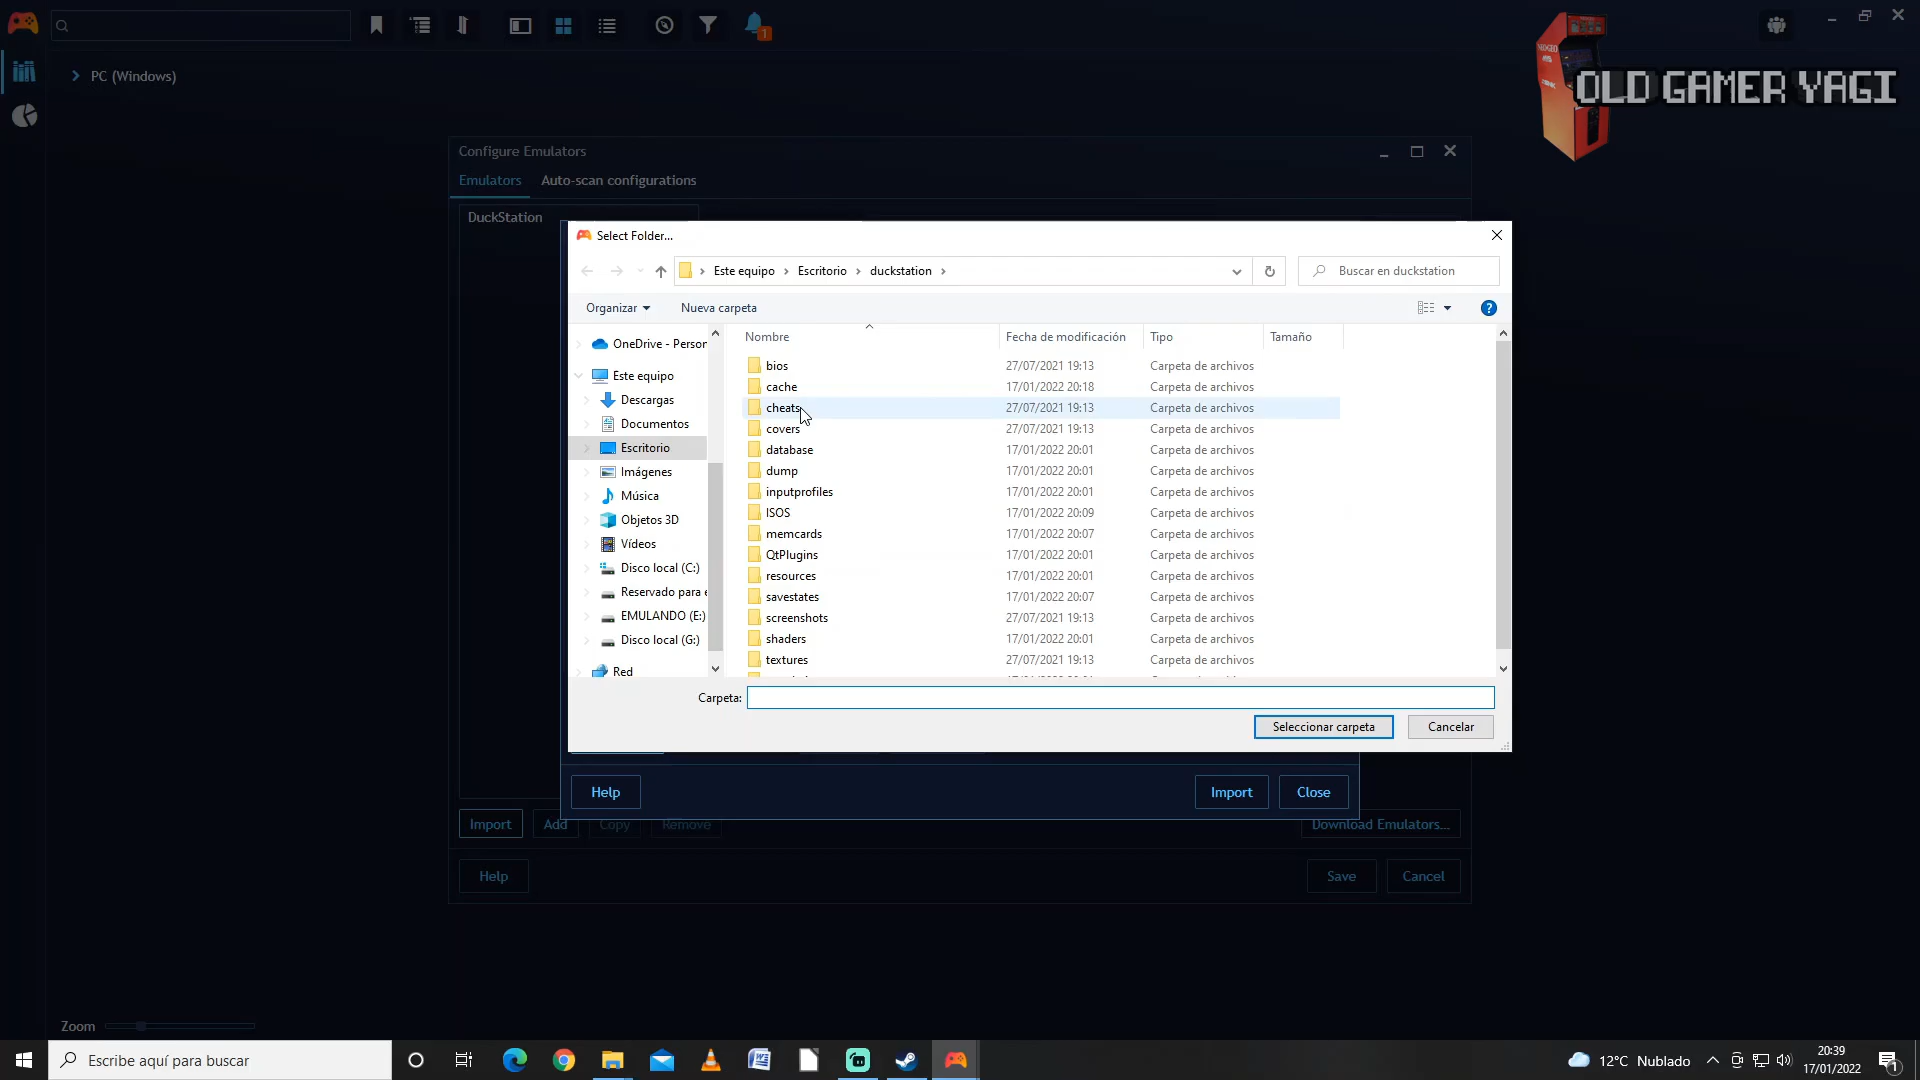 PC (Windows)
1
OLD GAMER YAGI
Configure Emulators
Emulators
Auto-scan configurations
DuckStation
Select Folder...
Este equipo
Escritorio
duckstation
Buscar en duckstation
Organizar
Nueva carpeta
OneDrive - Person
Este equipo
Descargas
Documentos
Escritorio
Imágenes
Música
Objetos 3D
Vídeos
Disco local (C:)
Reservado para e
EMULANDO (E:)
Disco local (G:)
Red
Nombre Fecha de modificación Tipo Tamaño
bios 27/07/2021 19:13 Carpeta de archivos
cache 17/01/2022 20:18 Carpeta de archivos
cheats 27/07/2021 19:13 Carpeta de archivos
covers 27/07/2021 19:13 Carpeta de archivos
database 17/01/2022 20:01 Carpeta de archivos
dump 17/01/2022 20:01 Carpeta de archivos
inputprofiles 17/01/2022 20:01 Carpeta de archivos
ISOS 17/01/2022 20:09 Carpeta de archivos
memcards 17/01/2022 20:07 Carpeta de archivos
QtPlugins 17/01/2022 20:01 Carpeta de archivos
resources 17/01/2022 20:01 Carpeta de archivos
savestates 17/01/2022 20:07 Carpeta de archivos
screenshots 27/07/2021 19:13 Carpeta de archivos
shaders 17/01/2022 20:01 Carpeta de archivos
textures 27/07/2021 19:13 Carpeta de archivos
Carpeta:
Seleccionar carpeta
Cancelar
Help
Import
Close
Import
Add
Copy
Remove
Download Emulators...
Help
Save
Cancel
Zoom
Escribe aquí para buscar
12°C Nublado
20:39
17/01/2022
1